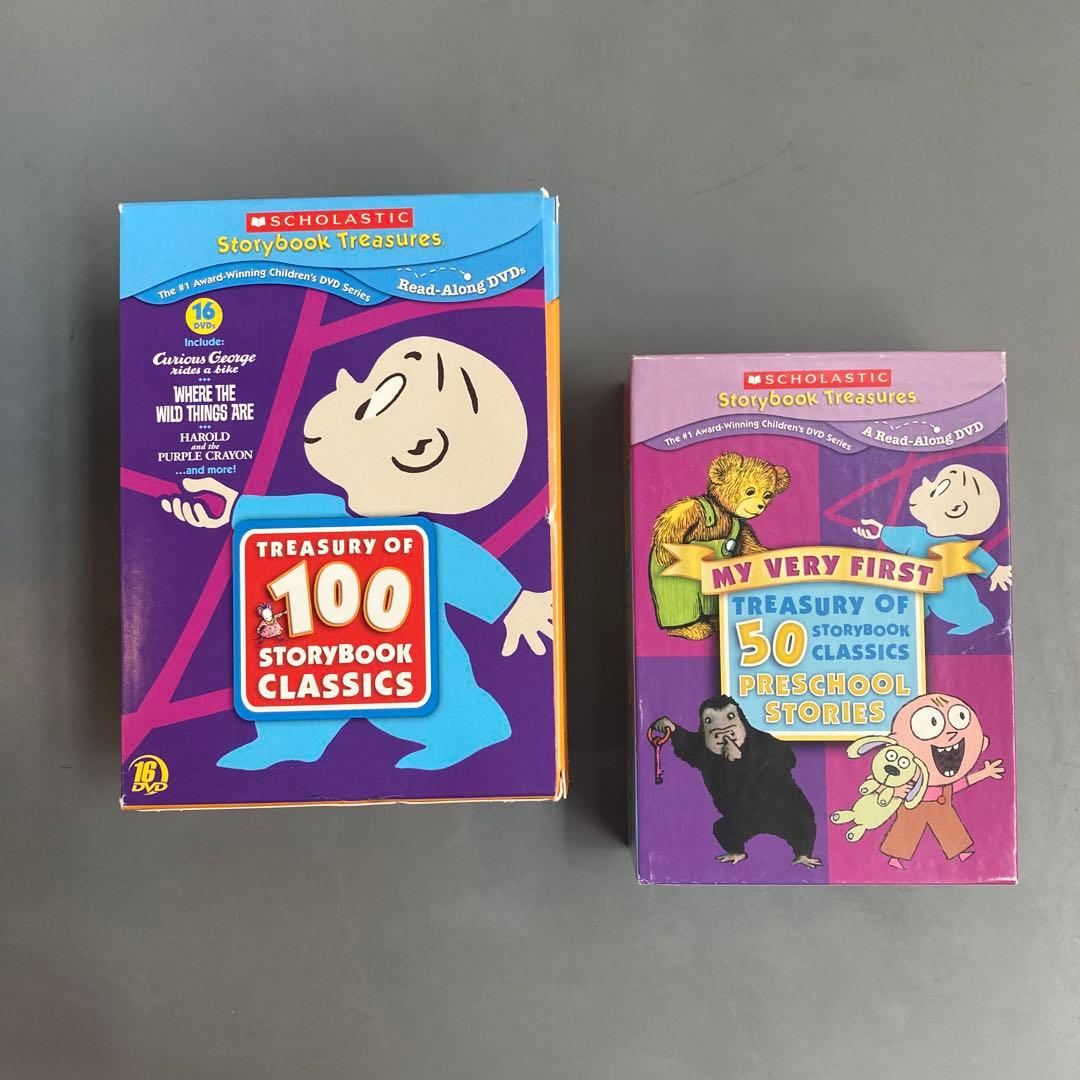 SCHOLASTIC
Storybook Treasures
The #1 Award-Winning Children's DVD Series
Read-Along DVDs
16
DVDs
Include:
Curious George
rides a bike
WHERE THE
WILD THINGS ARE
HAROLD
and the
PURPLE CRAYON
...and more!
TREASURY OF
100
STORYBOOK
CLASSICS
16
DVD
SCHOLASTIC
Storybook Treasures
The #1 Award-Winning Children's DVD Series
A Read-Along DVD
MY VERY FIRST
TREASURY OF
50 STORYBOOK
CLASSICS
PRESCHOOL
STORIES